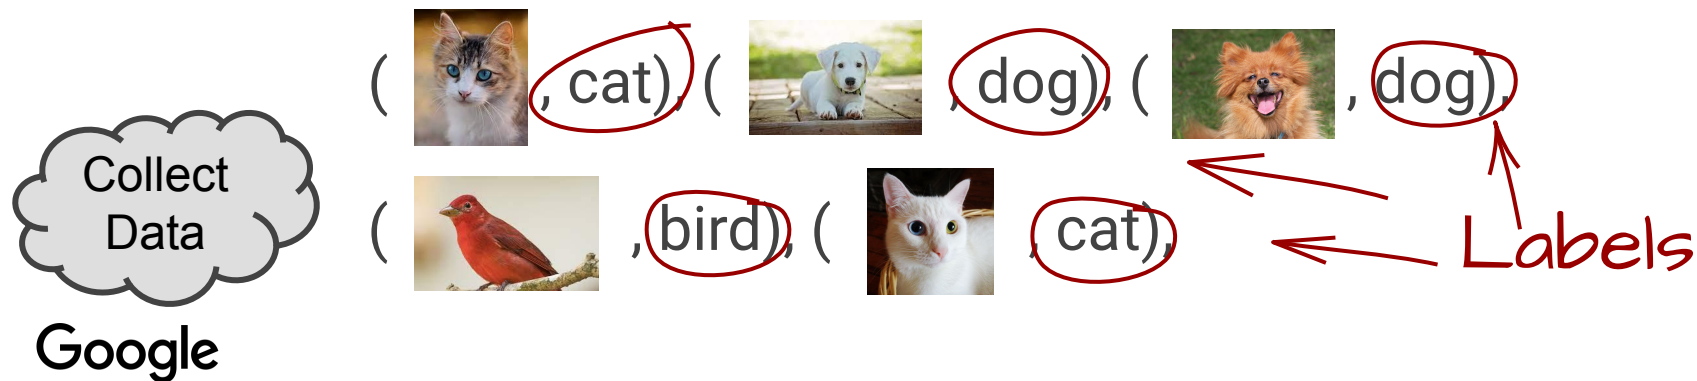 ( , cat), ( , dog), ( , dog),
Collect
Data
( , bird), ( , cat),
Labels
Google